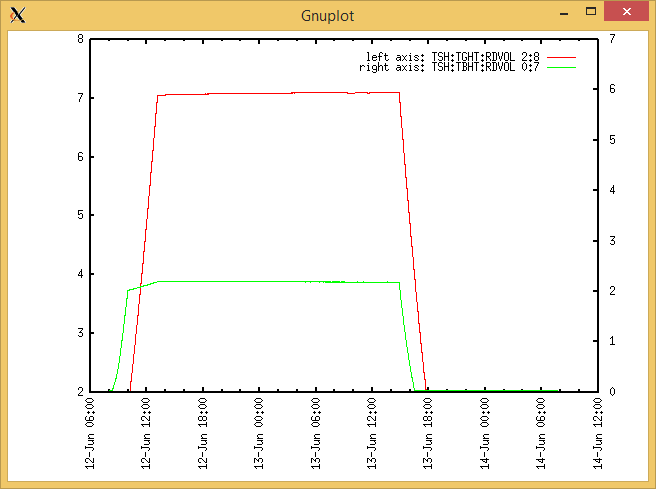 Gnuplot
left axis: TSH:TGHT:RDVOL 2:8
right axis: TSH:TBHT:RDVOL 0:7
8
7
6
5
4
3
2
7
6
5
4
3
2
1
0
12-Jun 06:00
12-Jun 12:00
12-Jun 18:00
13-Jun 00:00
13-Jun 06:00
13-Jun 12:00
13-Jun 18:00
14-Jun 00:00
14-Jun 06:00
14-Jun 12:00